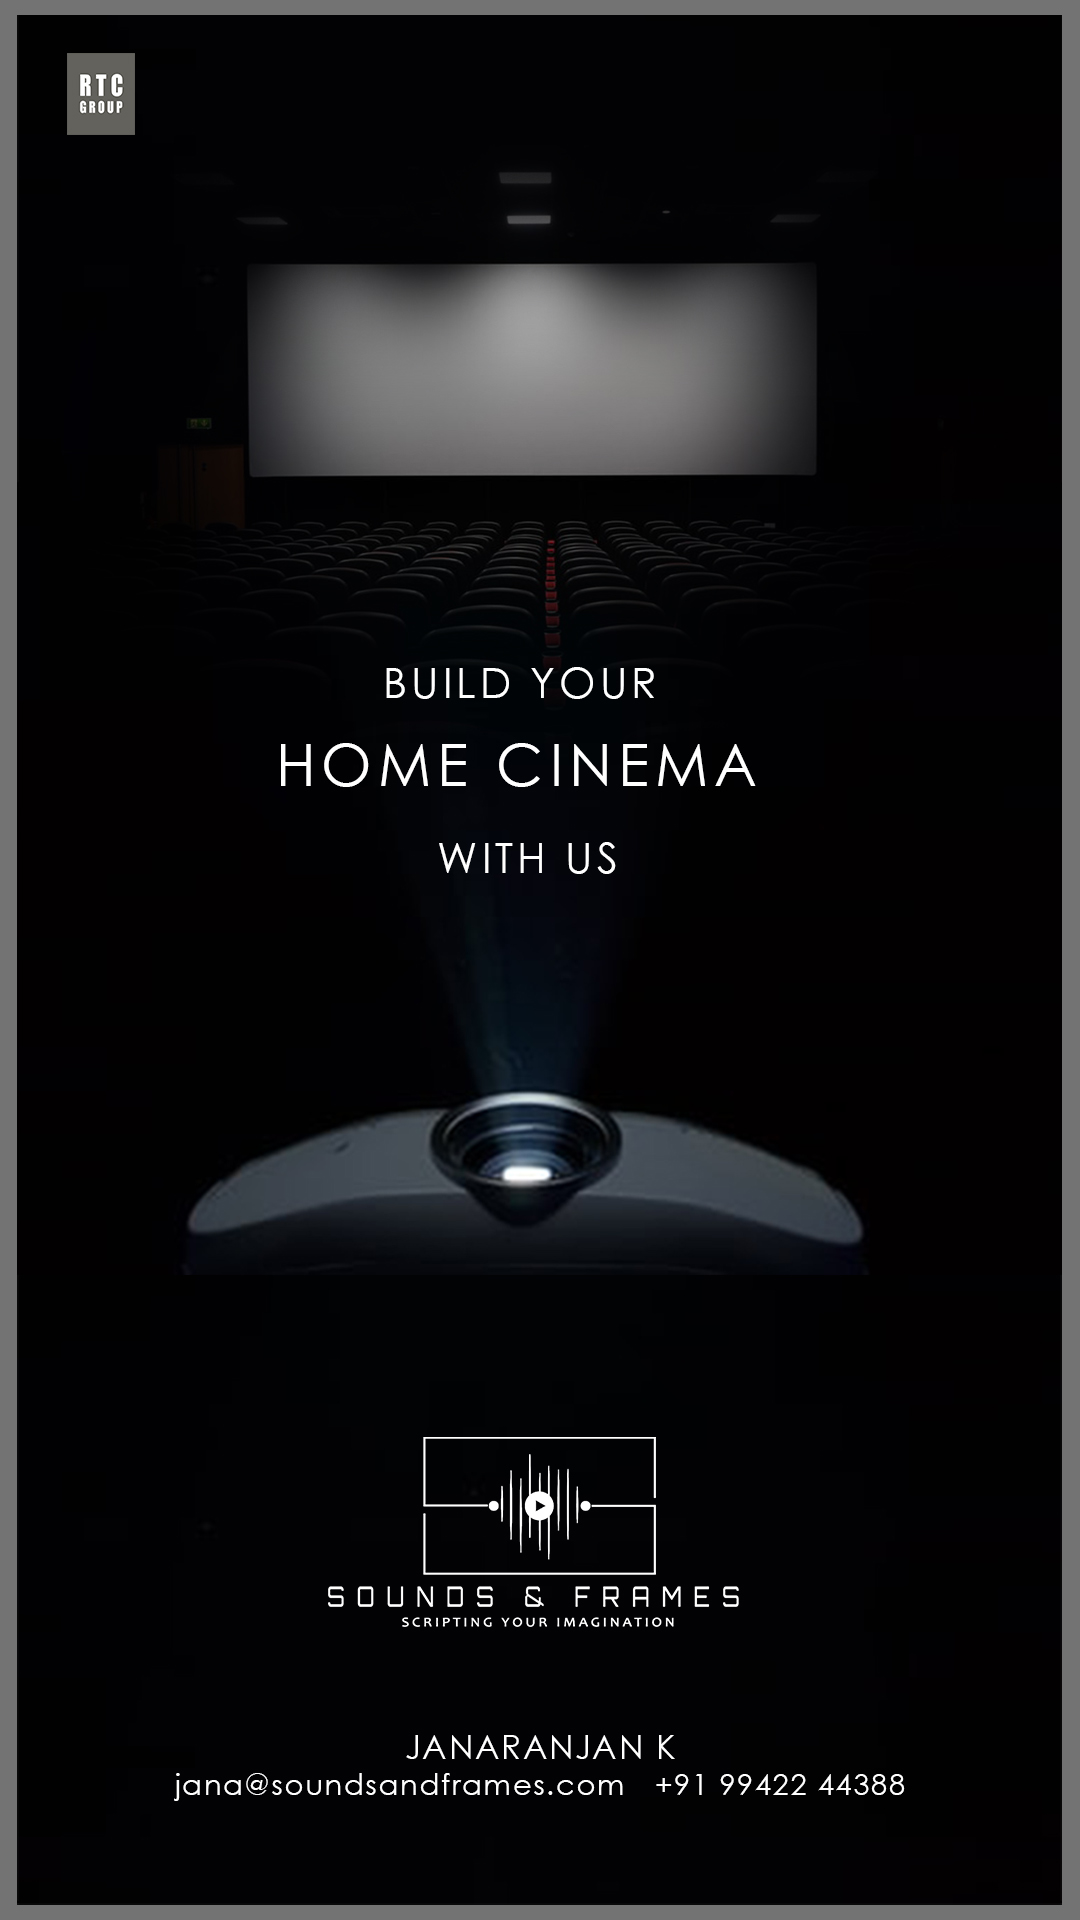 RTC
GROUP
BUILD YOUR
HOME CINEMA
WITH US
SOUNDS & FRAMES
SCRIPTING YOUR IMAGINATION
JANARANJAN K
jana@soundsandframes.com +91 99422 44388